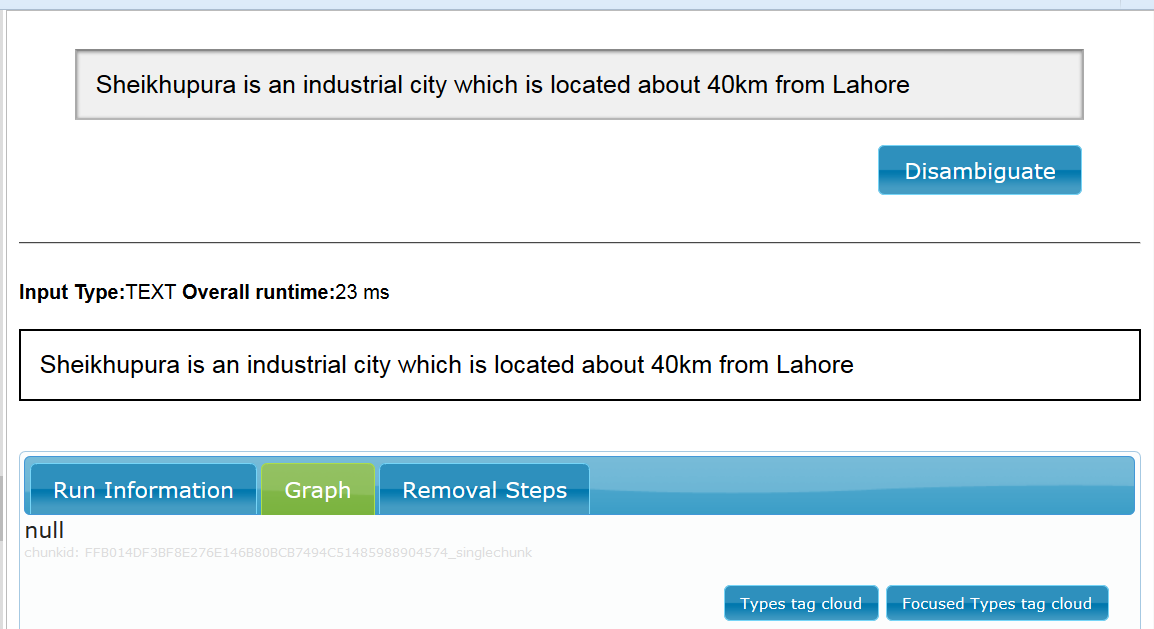 Sheikhupura is an industrial city which is located about 40km from Lahore
Disambiguate
Input Type:TEXT Overall runtime:23 ms
Sheikhupura is an industrial city which is located about 40km from Lahore
Run Information Graph Removal Steps
null
chunkid: FFB014DF3BF8E276E146B80BCB7494C51485988904574_singlechunk
Types tag cloud Focused Types tag cloud